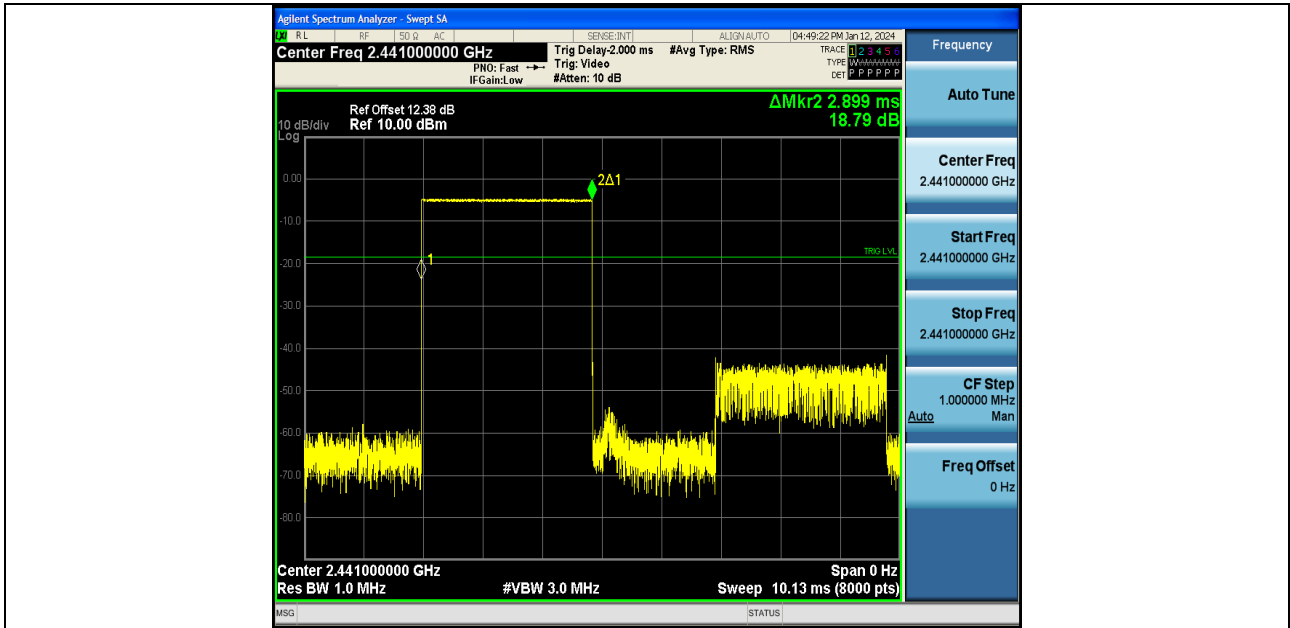 Agilent Spectrum Analyzer - Swept SA
RL RF 50 Ω AC SENSE:INT ALIGNAUTO 04:49:22 PM Jan 12, 2024
Center Freq 2.441000000 GHz
PNO: Fast
IFGain:Low
Trig Delay-2.000 ms
Trig: Video
#Atten: 10 dB
#Avg Type: RMS
TRACE 1 2 3 4 5 6
TYPE
DET P P P P P P
ΔMkr2 2.899 ms
18.79 dB
Ref Offset 12.38 dB
10 dB/div Ref 10.00 dBm
Log
0.00
-10.0
-20.0
-30.0
-40.0
-50.0
-60.0
-70.0
-80.0
2Δ1
1
TRIG LVL
Center 2.441000000 GHz Span 0 Hz
Res BW 1.0 MHz #VBW 3.0 MHz Sweep 10.13 ms (8000 pts)
MSG STATUS
Frequency
Auto Tune
Center Freq
2.441000000 GHz
Start Freq
2.441000000 GHz
Stop Freq
2.441000000 GHz
CF Step
1.000000 MHz
Auto Man
Freq Offset
0 Hz